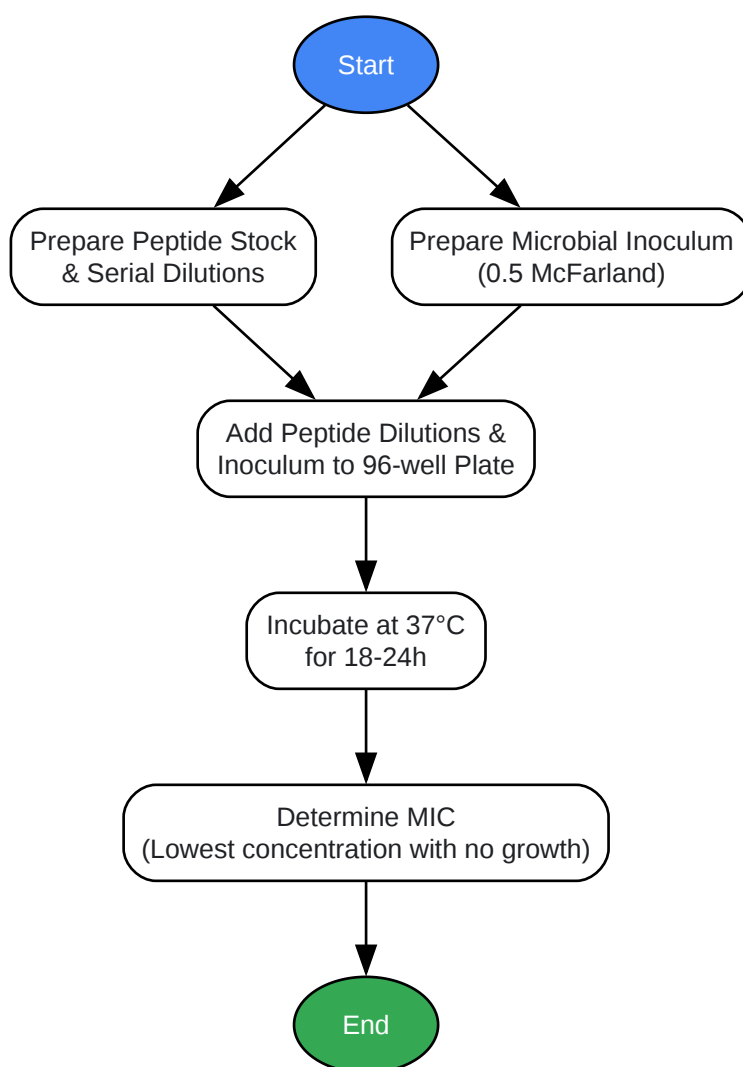 Start
Prepare Peptide Stock
& Serial Dilutions
Prepare Microbial Inoculum
(0.5 McFarland)
Add Peptide Dilutions &
Inoculum to 96-well Plate
Incubate at 37°C
for 18-24h
Determine MIC
(Lowest concentration with no growth)
End